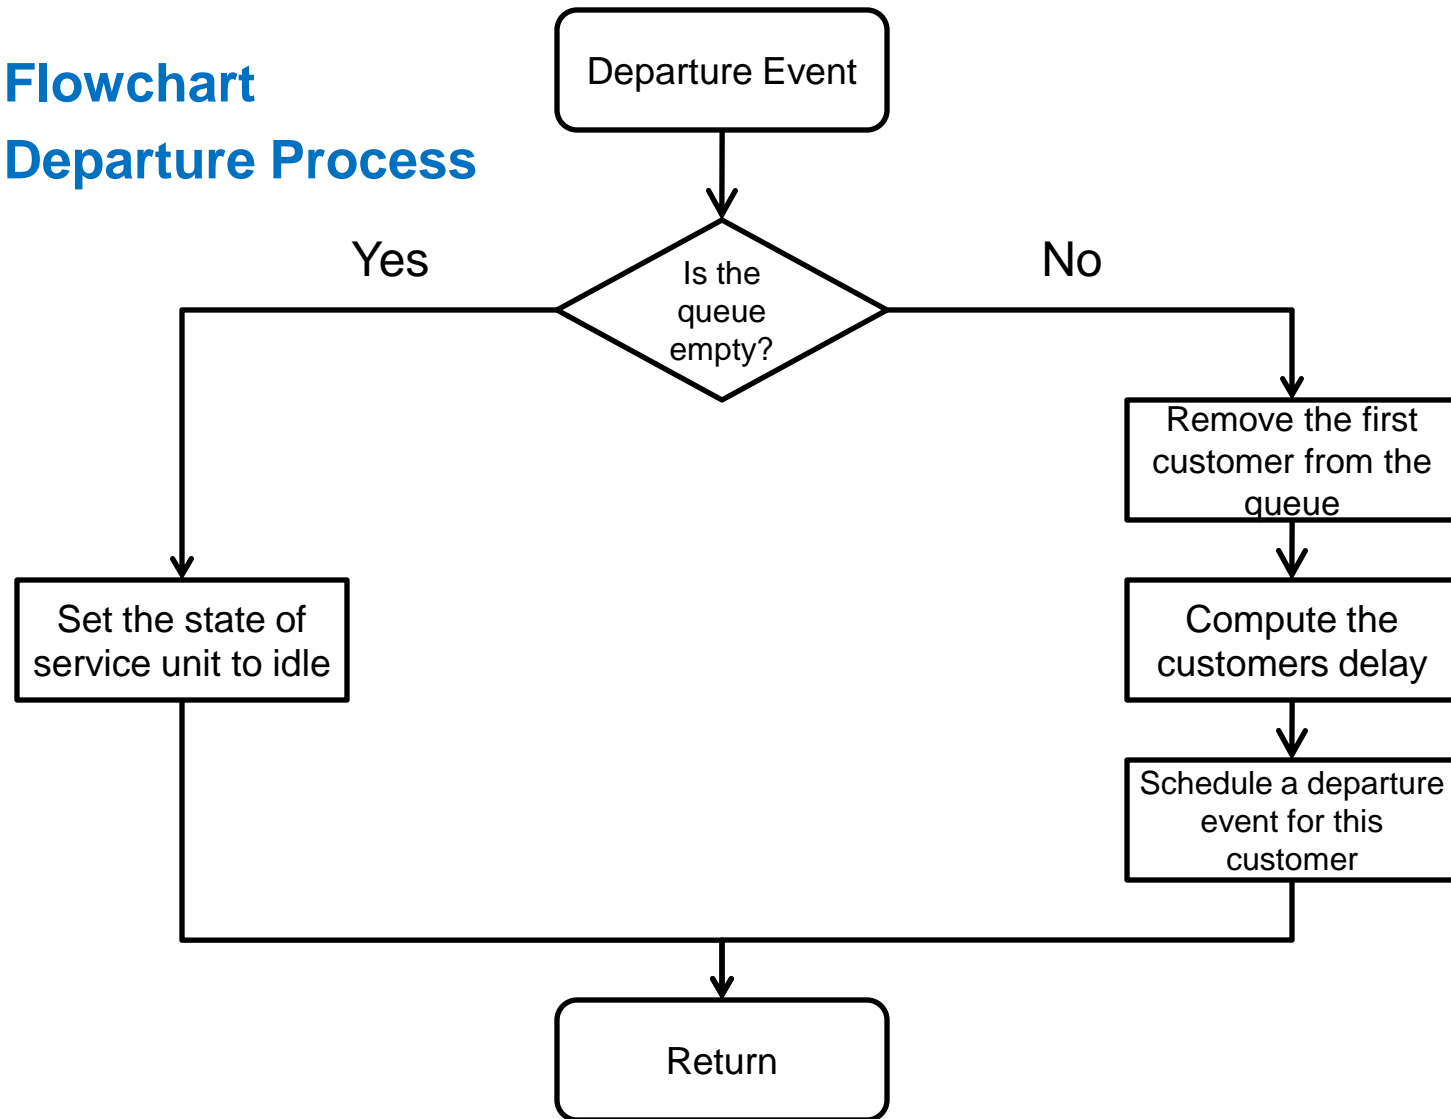 Flowchart
Departure Process
Departure Event
Yes
Is the
queue
empty?
No
Remove the first
customer from the
queue
Set the state of
service unit to idle
Compute the
customers delay
Schedule a departure
event for this
customer
Return